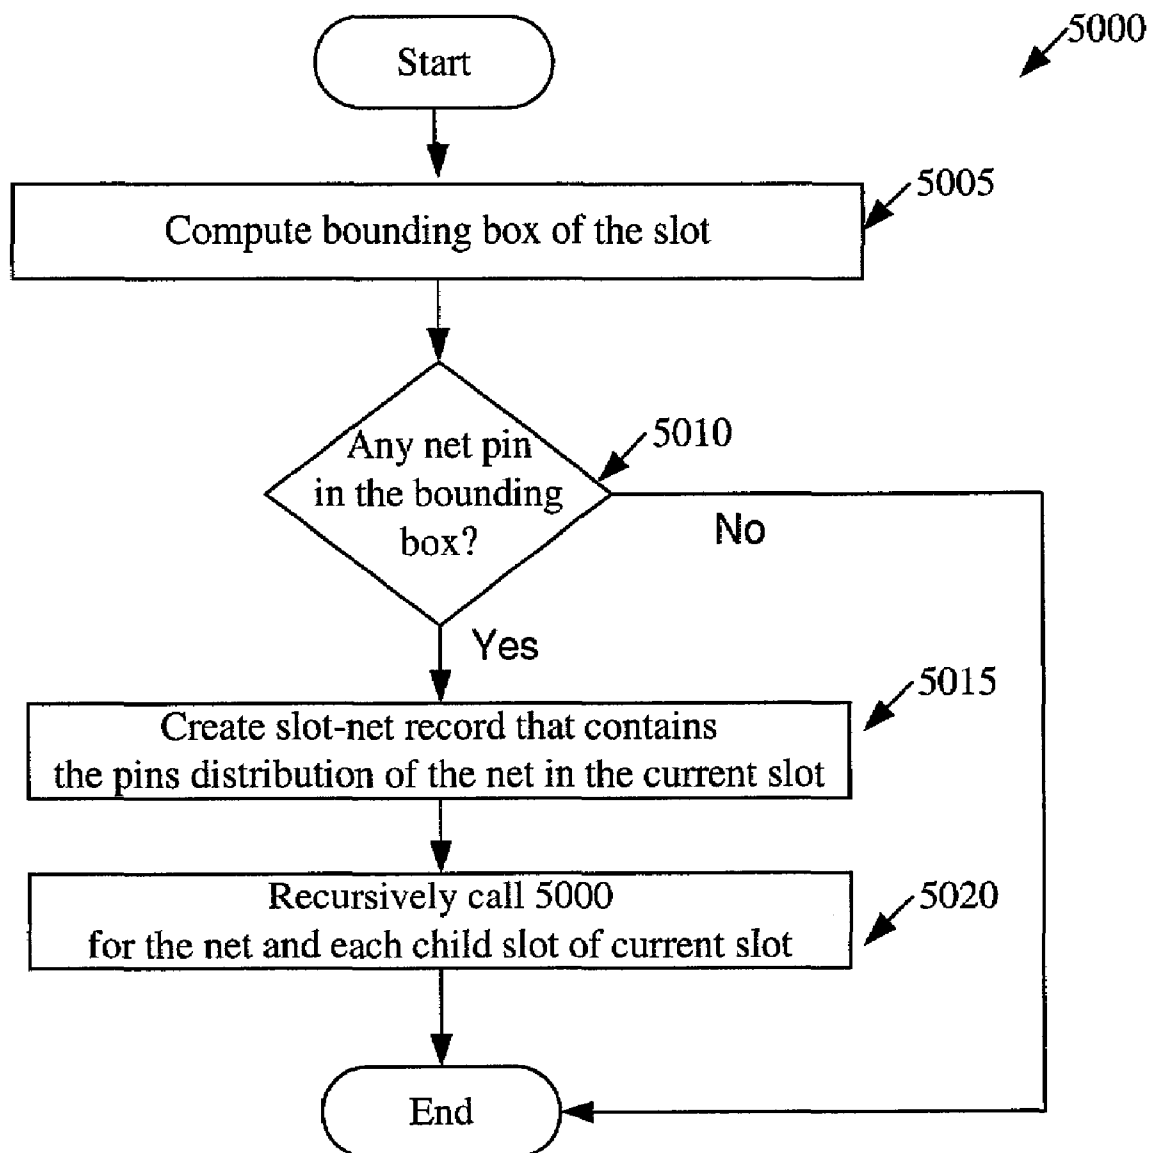 5000
Start
5005
Compute bounding box of the slot
5010
Any net pin
in the bounding
box?
No
Yes
5015
Create slot-net record that contains
the pins distribution of the net in the current slot
5020
Recursively call 5000
for the net and each child slot of current slot
End